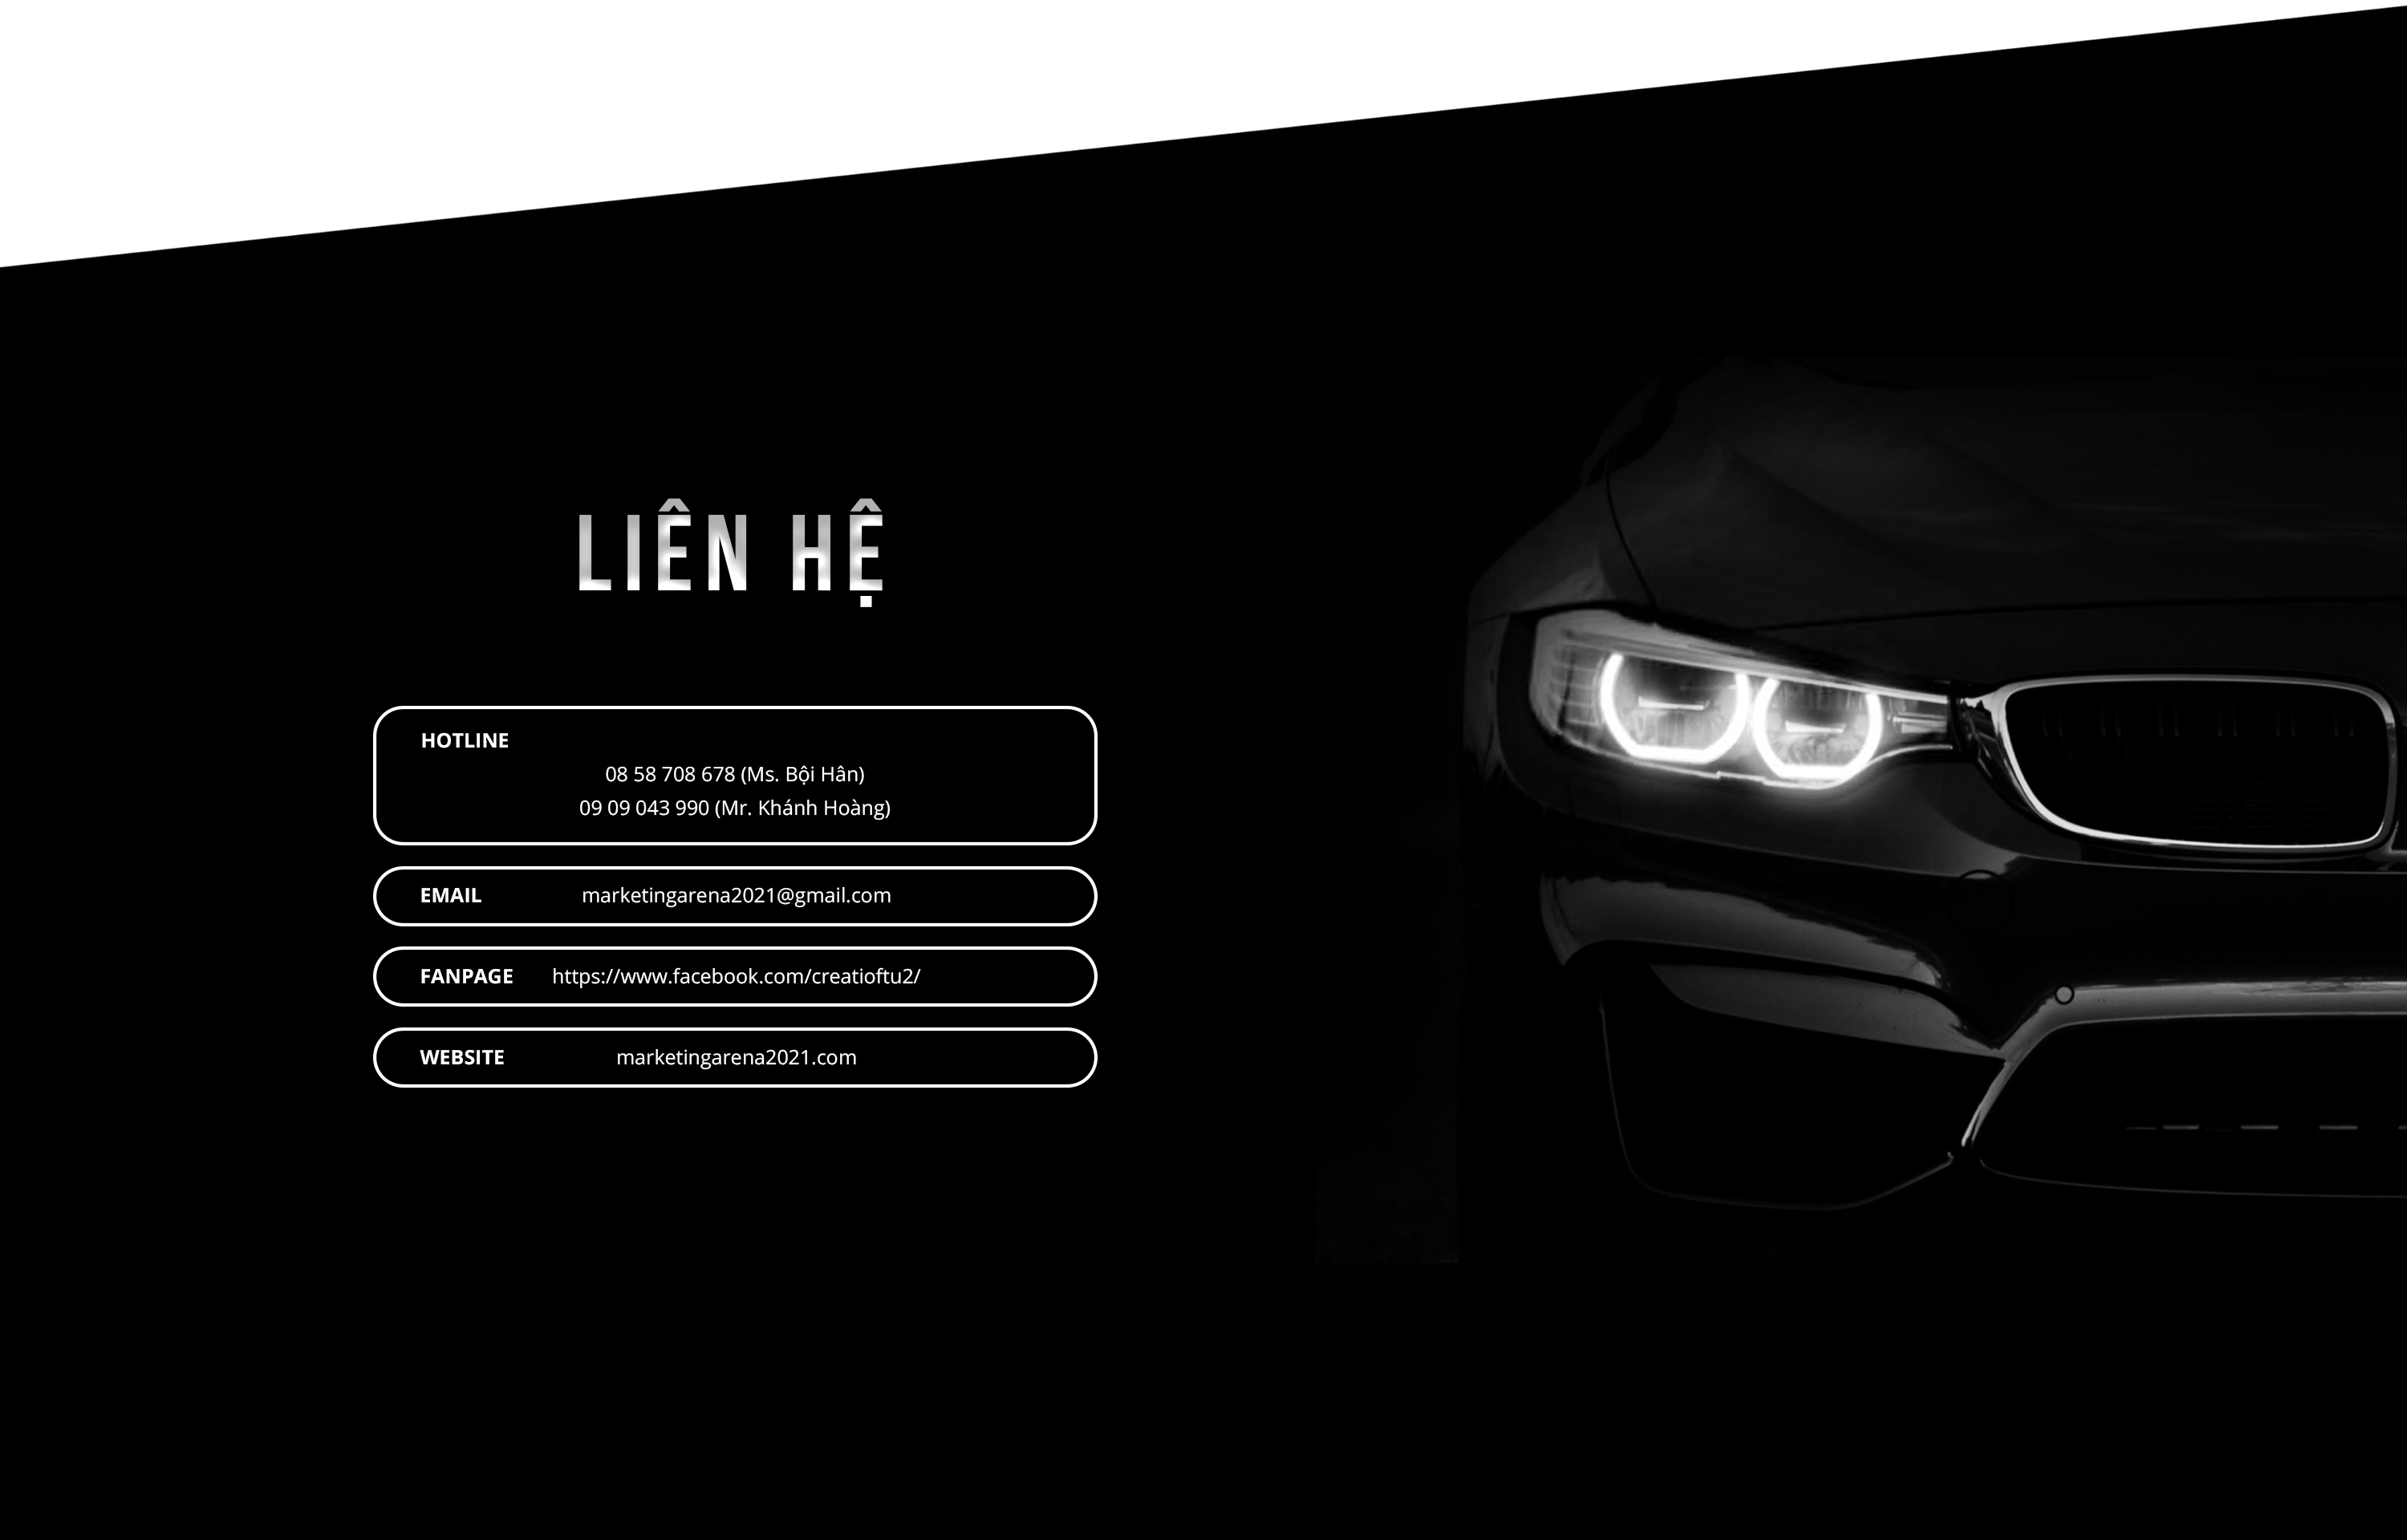 LIÊN HỆ
HOTLINE
08 58 708 678 (Ms. Bội Hân)
09 09 043 990 (Mr. Khánh Hoàng)
EMAIL marketingarena2021@gmail.com
FANPAGE https://www.facebook.com/creatioftu2/
WEBSITE marketingarena2021.com